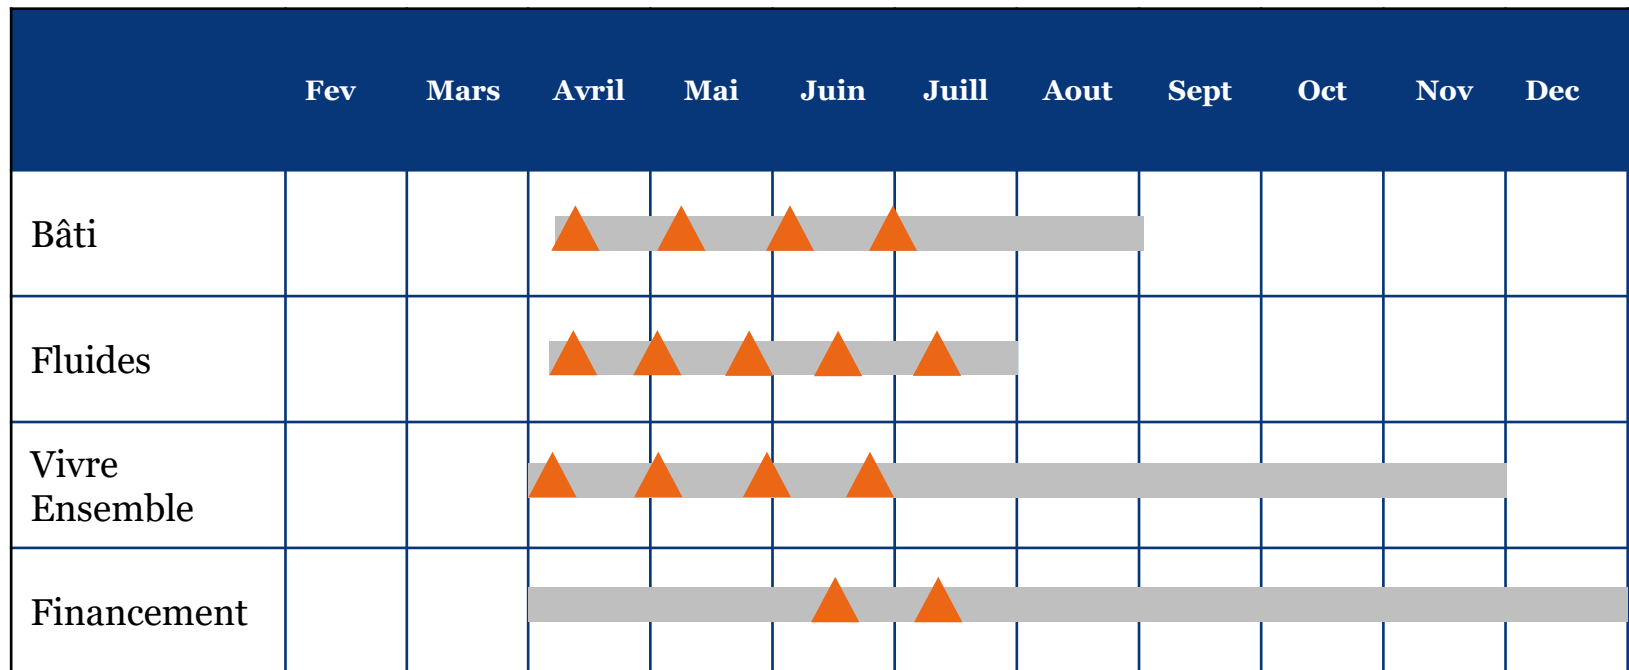 Fev Mars Avril Mai Juin Juill Aout Sept Oct Nov Dec
Bâti
Fluides
Vivre
Ensemble
Financement